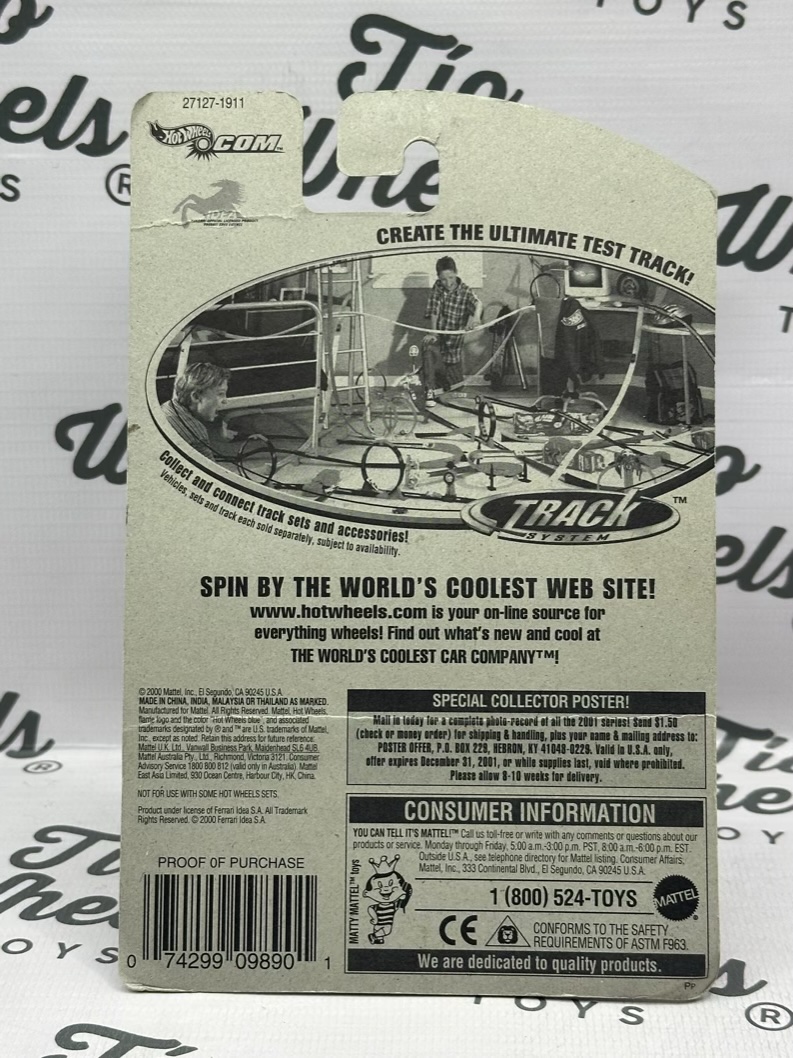 27127-1911
HOT WHEELS .COM™
IDEA
CREATE THE ULTIMATE TEST TRACK!
Collect and connect track sets and accessories!
Vehicles, sets and track each sold separately, subject to availability.
TRACK™
SYSTEM
SPIN BY THE WORLD'S COOLEST WEB SITE!
www.hotwheels.com is your on-line source for
everything wheels! Find out what's new and cool at
THE WORLD'S COOLEST CAR COMPANY™!
© 2000 Mattel, Inc., El Segundo, CA 90245 U.S.A.
MADE IN CHINA, INDIA, MALAYSIA OR THAILAND AS MARKED.
Manufactured for Mattel. All Rights Reserved. Mattel, Hot Wheels,
flame logo and the color "Hot Wheels blue", and associated
trademarks designated by ® and ™ are U.S. trademarks of Mattel,
Inc., except as noted. Retain this address for future reference:
Mattel U.K. Ltd., Vanwall Business Park, Maidenhead SL6 4UB.
Mattel Australia Pty., Ltd., Richmond, Victoria 3121. Consumer
Advisory Service 1800 800 812 (valid only in Australia). Mattel
East Asia Limited, 930 Ocean Centre, Harbour City, HK, China.
NOT FOR USE WITH SOME HOT WHEELS SETS.
Product under license of Ferrari Idea S.A. All Trademark
Rights Reserved. © 2000 Ferrari Idea S.A.
PROOF OF PURCHASE
0 74299 09890 1
SPECIAL COLLECTOR POSTER!
Mail in today for a complete photo-record of all the 2001 series! Send $1.50
(check or money order) for shipping & handling, plus your name & mailing address to:
POSTER OFFER, P.O. BOX 229, HEBRON, KY 41048-0229. Valid in U.S.A. only,
offer expires December 31, 2001, or while supplies last, void where prohibited.
Please allow 8-10 weeks for delivery.
CONSUMER INFORMATION
YOU CAN TELL IT'S MATTEL!™ Call us toll-free or write with any comments or questions about our
products or service. Monday through Friday, 5:00 a.m.-3:00 p.m. PST, 8:00 a.m.-6:00 p.m. EST.
Outside U.S.A., see telephone directory for Mattel listing. Consumer Affairs,
Mattel, Inc., 333 Continental Blvd., El Segundo, CA 90245 U.S.A.
MATTY MATTEL™ toys
1 (800) 524-TOYS
MATTEL®
CE
CONFORMS TO THE SAFETY
REQUIREMENTS OF ASTM F963.
We are dedicated to quality products.
PP
Tío
Wheels
TOYS
®